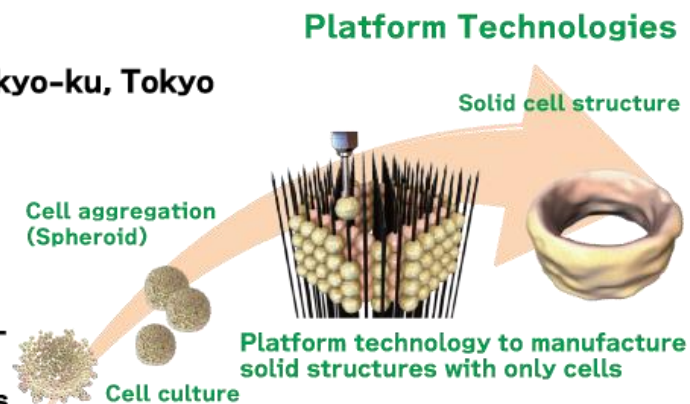 Platform Technologies
kyo-ku, Tokyo
Solid cell structure
Cell aggregation
(Spheroid)
Platform technology to manufacture
solid structures with only cells
Cell culture